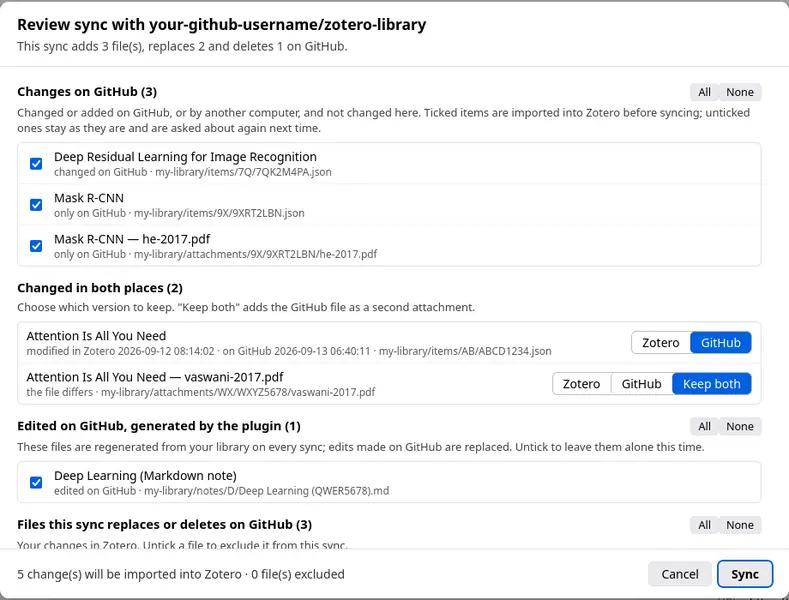 Review sync with your-github-username/zotero-library
This sync adds 3 file(s), replaces 2 and deletes 1 on GitHub.
Changes on GitHub (3)
All None
Changed or added on GitHub, or by another computer, and not changed here. Ticked items are imported into Zotero before syncing; unticked
ones stay as they are and are asked about again next time.
Deep Residual Learning for Image Recognition
changed on GitHub · my-library/items/7Q/7QK2M4PA.json
Mask R-CNN
only on GitHub · my-library/items/9X/9XRT2LBN.json
Mask R-CNN — he-2017.pdf
only on GitHub · my-library/attachments/9X/9XRT2LBN/he-2017.pdf
Changed in both places (2)
Choose which version to keep. "Keep both" adds the GitHub file as a second attachment.
Attention Is All You Need
modified in Zotero 2026-09-12 08:14:02 · on GitHub 2026-09-13 06:40:11 · my-library/items/AB/ABCD1234.json
Zotero GitHub
Attention Is All You Need — vaswani-2017.pdf
the file differs · my-library/attachments/WX/WXYZ5678/vaswani-2017.pdf
Zotero GitHub Keep both
Edited on GitHub, generated by the plugin (1)
All None
These files are regenerated from your library on every sync; edits made on GitHub are replaced. Untick to leave them alone this time.
Deep Learning (Markdown note)
edited on GitHub · my-library/notes/D/Deep Learning (QWER5678).md
Files this sync replaces or deletes on GitHub (3)
All None
Your changes in Zotero. Untick a file to exclude it from this sync.
5 change(s) will be imported into Zotero · 0 file(s) excluded
Cancel Sync